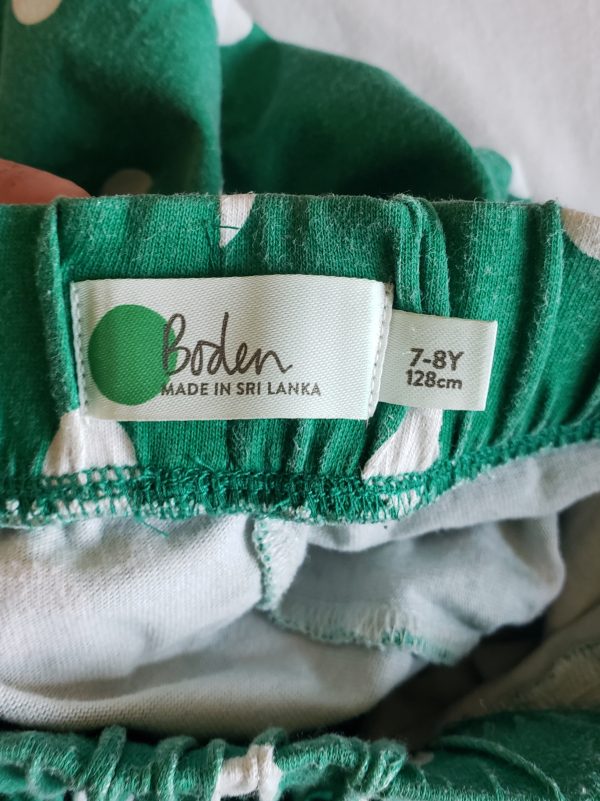 Boden
MADE IN SRI LANKA
7-8Y
128cm